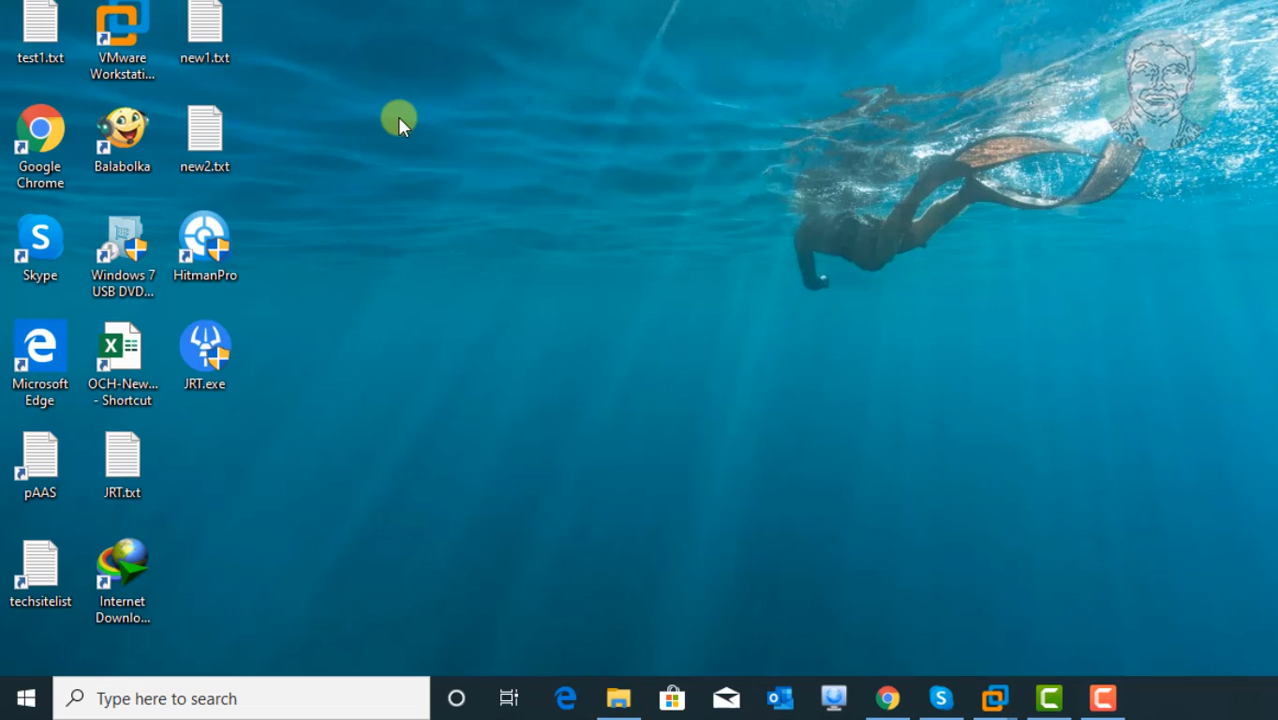 test1.txt
VMware
Workstati...
new1.txt
Google
Chrome
Balabolka
new2.txt
Skype
Windows 7
USB DVD...
HitmanPro
Microsoft
Edge
OCH-New...
- Shortcut
JRT.exe
pAAS
JRT.txt
techsitelist
Internet
Downlo...
Type here to search